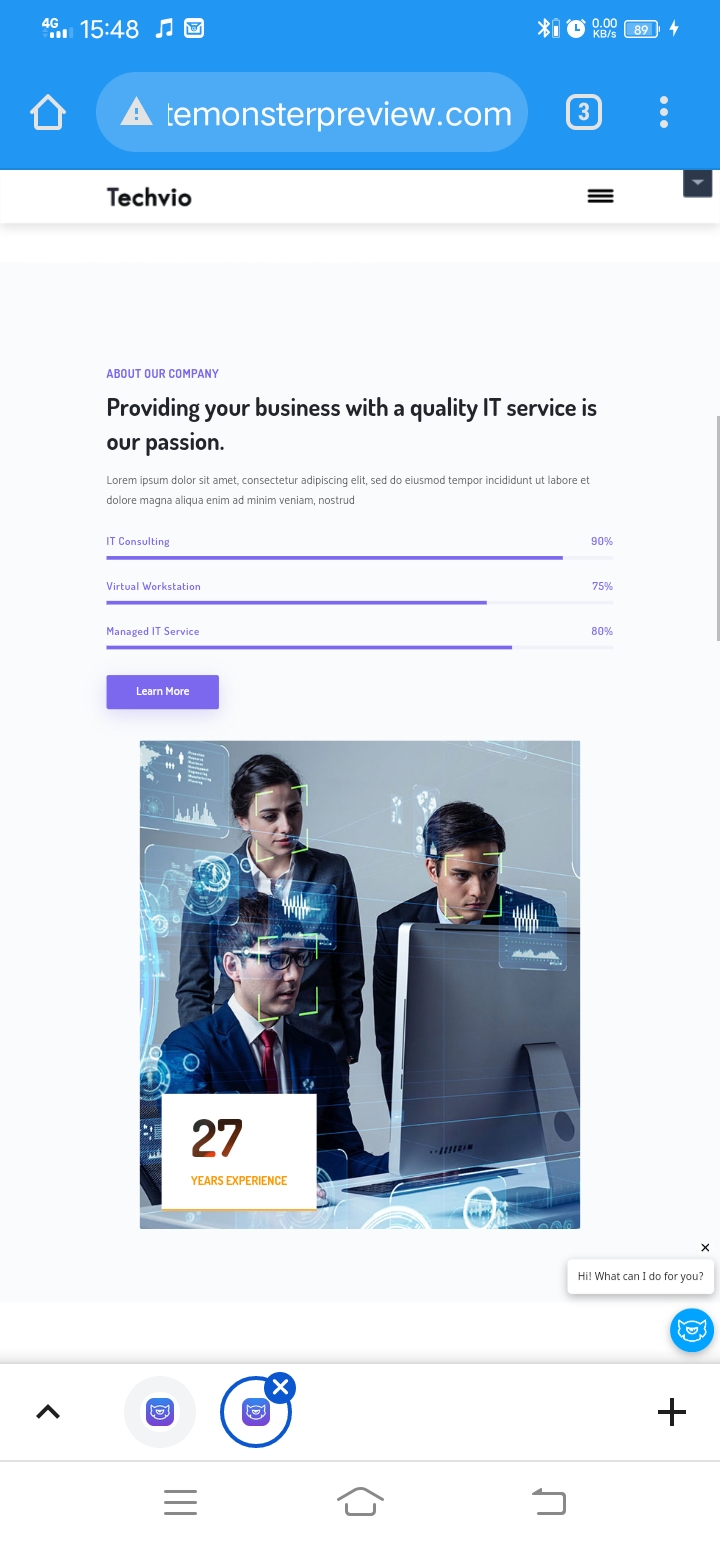 4G
15:48
0.00
KB/s
89
temonsterpreview.com
3
Techvio
ABOUT OUR COMPANY
Providing your business with a quality IT service is
our passion.
Lorem ipsum dolor sit amet, consectetur adipiscing elit, sed do eiusmod tempor incididunt ut labore et
dolore magna aliqua enim ad minim veniam, nostrud
IT Consulting 90%
Virtual Workstation 75%
Managed IT Service 80%
Learn More
27
YEARS EXPERIENCE
Hi! What can I do for you?